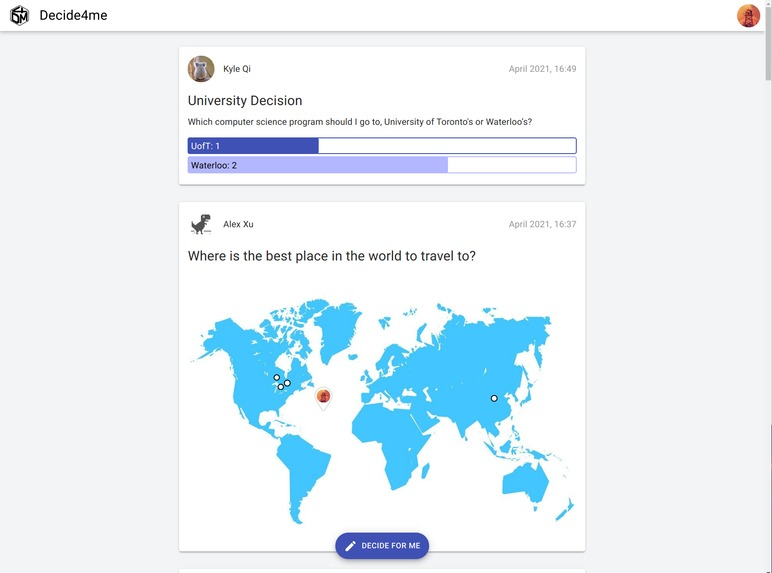 Decide4me
Kyle Qi
April 2021, 16:49
University Decision
Which computer science program should I go to, University of Toronto's or Waterloo's?
UofT: 1
Waterloo: 2
Alex Xu
April 2021, 16:37
Where is the best place in the world to travel to?
DECIDE FOR ME